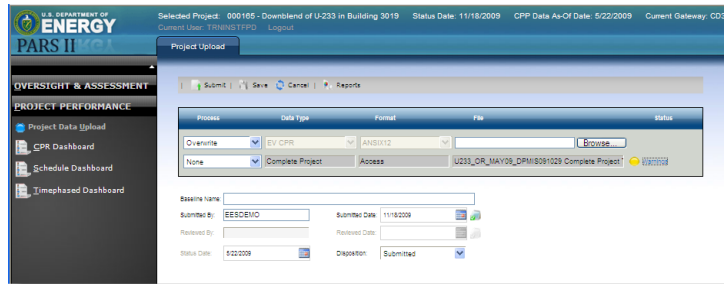 U.S. DEPARTMENT OF
ENERGY
PARS II
Selected Project: 000165 - Downblend of U-233 in Building 3019 Status Date: 11/18/2009 CPP Data As-Of Date: 5/22/2009 Current Gateway: CD3
Current User: TRNINSTFPD Logout
Project Upload
OVERSIGHT & ASSESSMENT
PROJECT PERFORMANCE
Project Data Upload
CPR Dashboard
Schedule Dashboard
Timephased Dashboard
Submit | Save Cancel | Reports
Process Data Type Format File Status
Overwrite EV CPR ANSIX12 Browse...
None Complete Project Access U233_OR_MAY09_DPMIS091029 Complete Project Warning
Baseline Name:
Submitted By: EESDEMO Submitted Date: 11/18/2009
Reviewed By: Reviewed Date:
Status Date: 5/22/2009 Disposition: Submitted